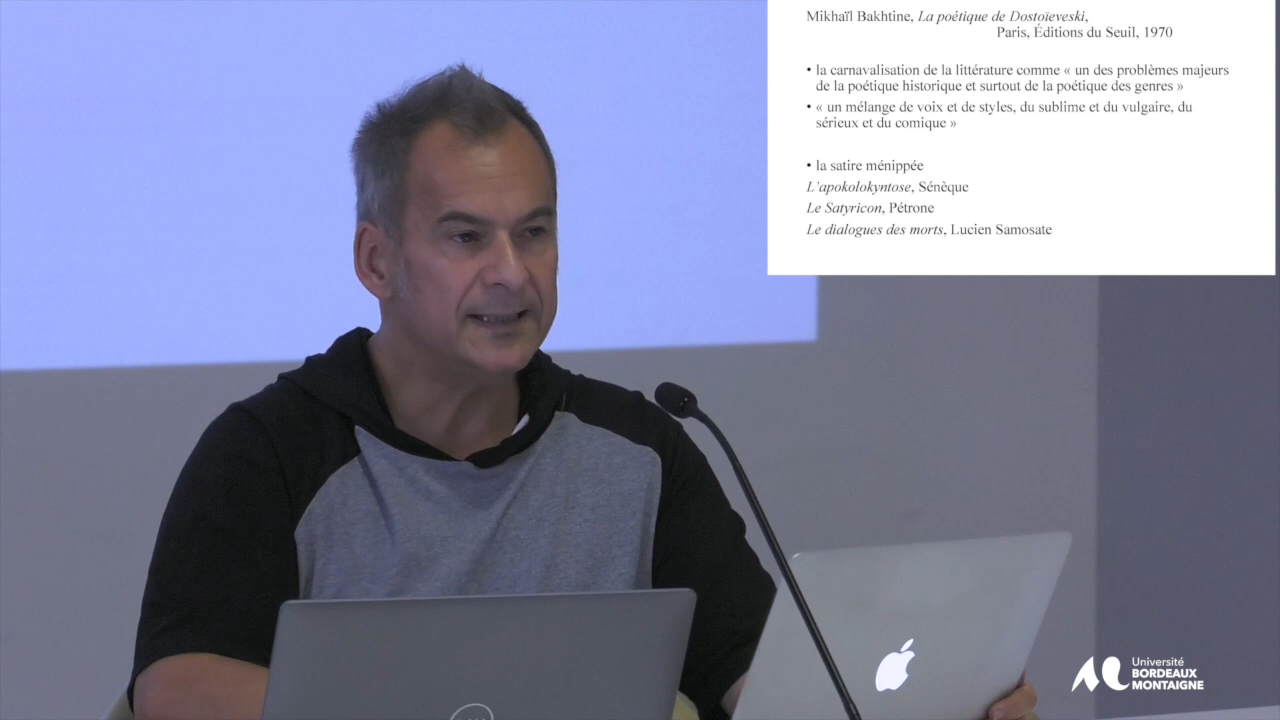 Mikhaïl Bakhtine, La poétique de Dostoïeveski,
Paris, Éditions du Seuil, 1970
• la carnavalisation de la littérature comme « un des problèmes majeurs
de la poétique historique et surtout de la poétique des genres »
• « un mélange de voix et de styles, du sublime et du vulgaire, du
sérieux et du comique »
• la satire ménippée
L'apokolokyntose, Sénèque
Le Satyricon, Pétrone
Le dialogues des morts, Lucien Samosate
Université
BORDEAUX
MONTAIGNE